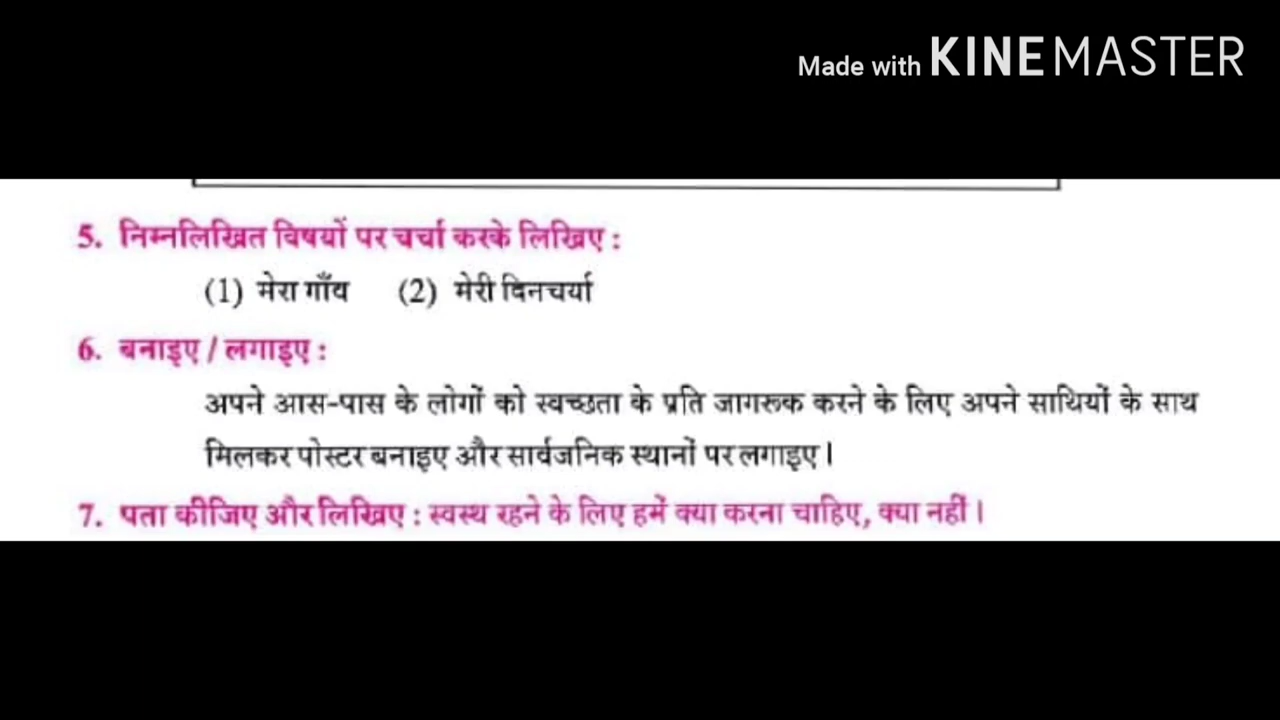 Made with KINEMASTER
5. निम्नलिखित विषयों पर चर्चा करके लिखिए :
(1) मेरा गाँव (2) मेरी दिनचर्या
6. बनाइए / लगाइए :
अपने आस-पास के लोगों को स्वच्छता के प्रति जागरूक करने के लिए अपने साथियों के साथ
मिलकर पोस्टर बनाइए और सार्वजनिक स्थानों पर लगाइए।
7. पता कीजिए और लिखिए : स्वस्थ रहने के लिए हमें क्या करना चाहिए, क्या नहीं।